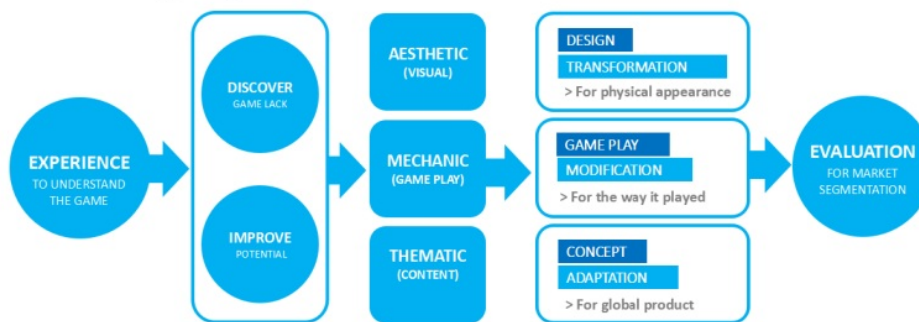 EXPERIENCE
TO UNDERSTAND
THE GAME
DISCOVER
GAME LACK
IMPROVE
POTENTIAL
AESTHETIC
(VISUAL)
MECHANIC
(GAME PLAY)
THEMATIC
(CONTENT)
DESIGN
TRANSFORMATION
> For physical appearance
GAME PLAY
MODIFICATION
> For the way it played
CONCEPT
ADAPTATION
> For global product
EVALUATION
FOR MARKET
SEGMENTATION